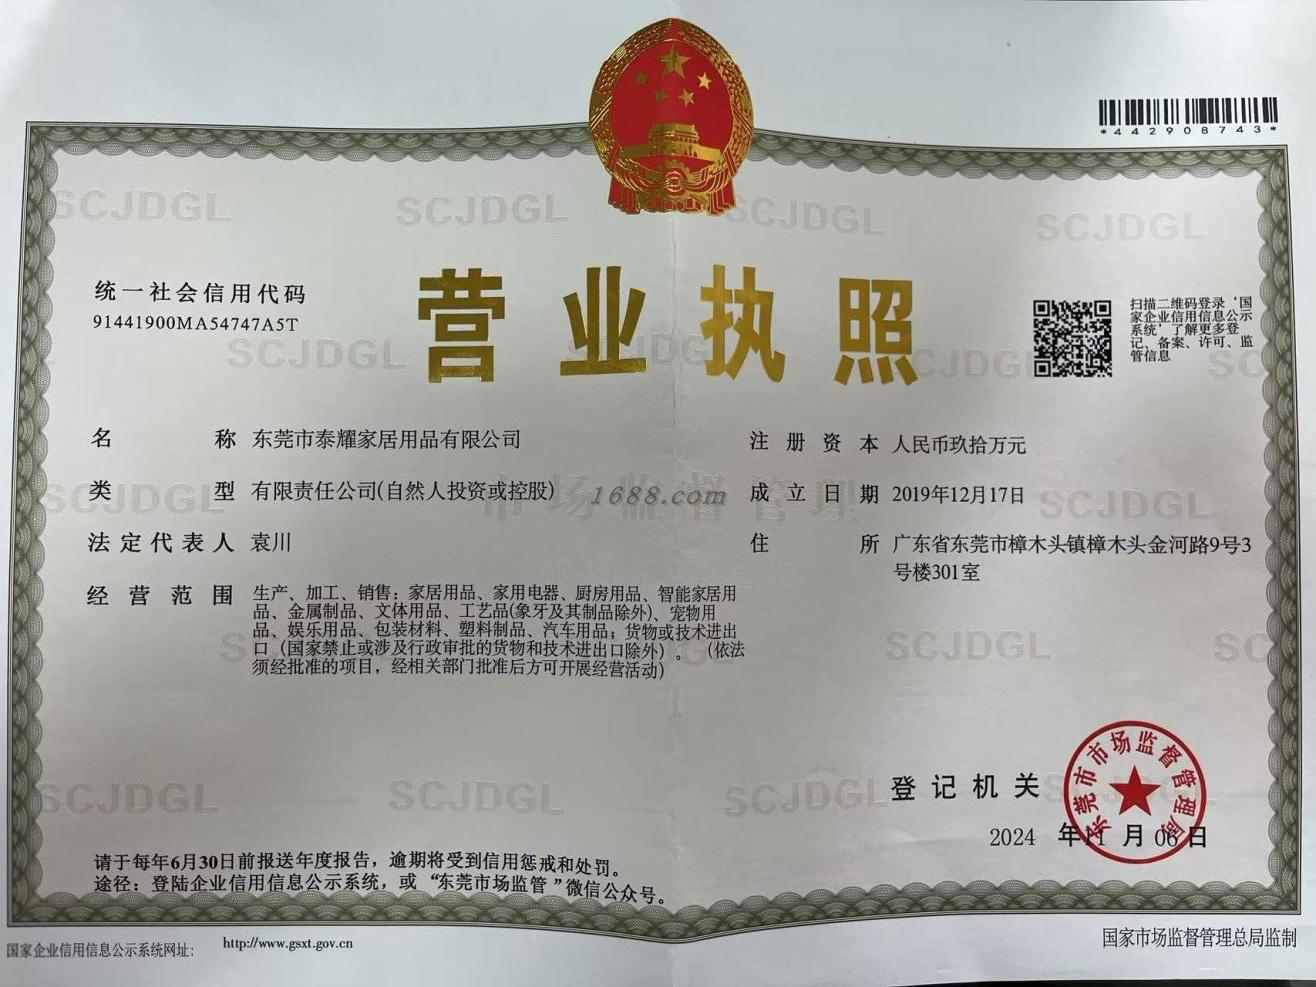 *442908743*
统一社会信用代码
91441900MA54747A5T
营业执照
扫描二维码登录‘国
家企业信用信息公示
系统’了解更多登
记、备案、许可、监
管信息
名称 东莞市泰耀家居用品有限公司
类型 有限责任公司(自然人投资或控股)
法定代表人 袁川
经营范围 生产、加工、销售：家居用品、家用电器、厨房用品、智能家居用
品、金属制品、文体用品、工艺品(象牙及其制品除外)、宠物用
品、娱乐用品、包装材料、塑料制品、汽车用品；货物或技术进出
口（国家禁止或涉及行政审批的货物和技术进出口除外）。（依法
须经批准的项目，经相关部门批准后方可开展经营活动）
注册资本 人民币玖拾万元
成立日期 2019年12月17日
住所 广东省东莞市樟木头镇樟木头金河路9号3
号楼301室
1688.com
市场监督管理
SCJDGL
登记机关
东莞市市场监督管理局
2024 年11 月 06 日
请于每年6月30日前报送年度报告，逾期将受到信用惩戒和处罚。
途径：登陆企业信用信息公示系统，或“东莞市场监管”微信公众号。
国家企业信用信息公示系统网址：
http://www.gsxt.gov.cn
国家市场监督管理总局监制